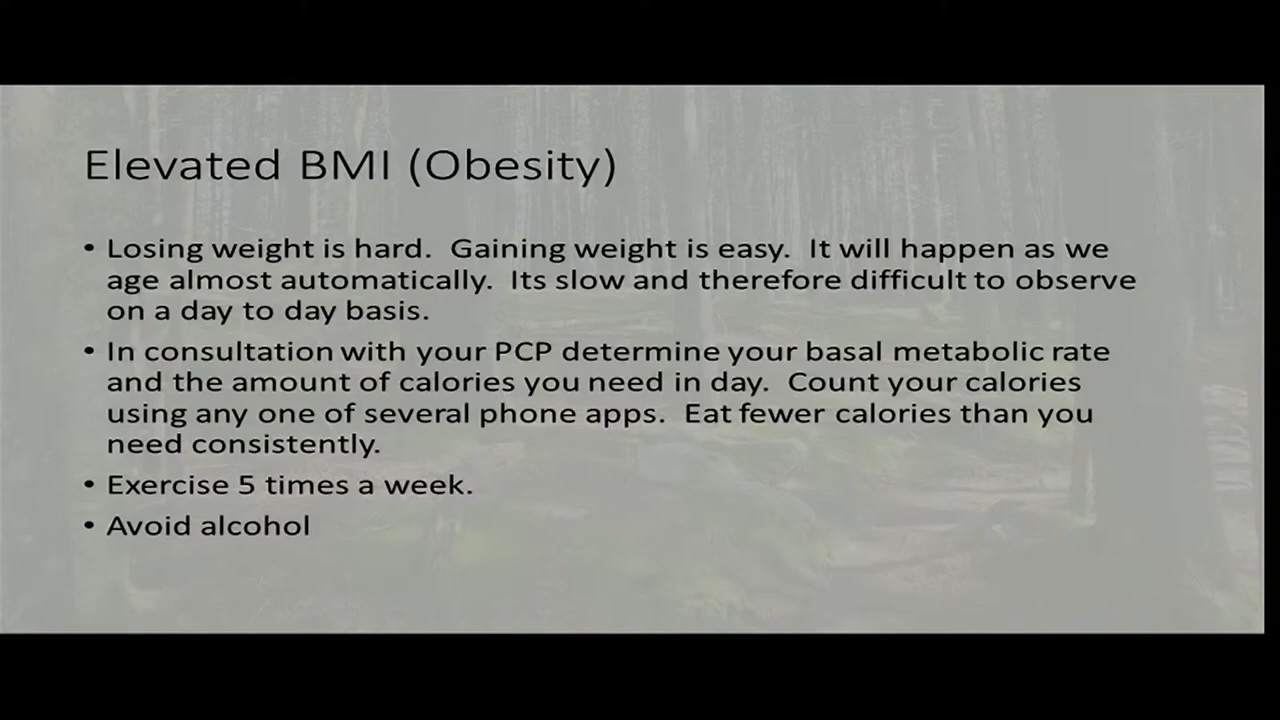 Elevated BMI (Obesity)
• Losing weight is hard.  Gaining weight is easy.  It will happen as we
age almost automatically.  Its slow and therefore difficult to observe
on a day to day basis.
• In consultation with your PCP determine your basal metabolic rate
and the amount of calories you need in day.  Count your calories
using any one of several phone apps.  Eat fewer calories than you
need consistently.
• Exercise 5 times a week.
• Avoid alcohol